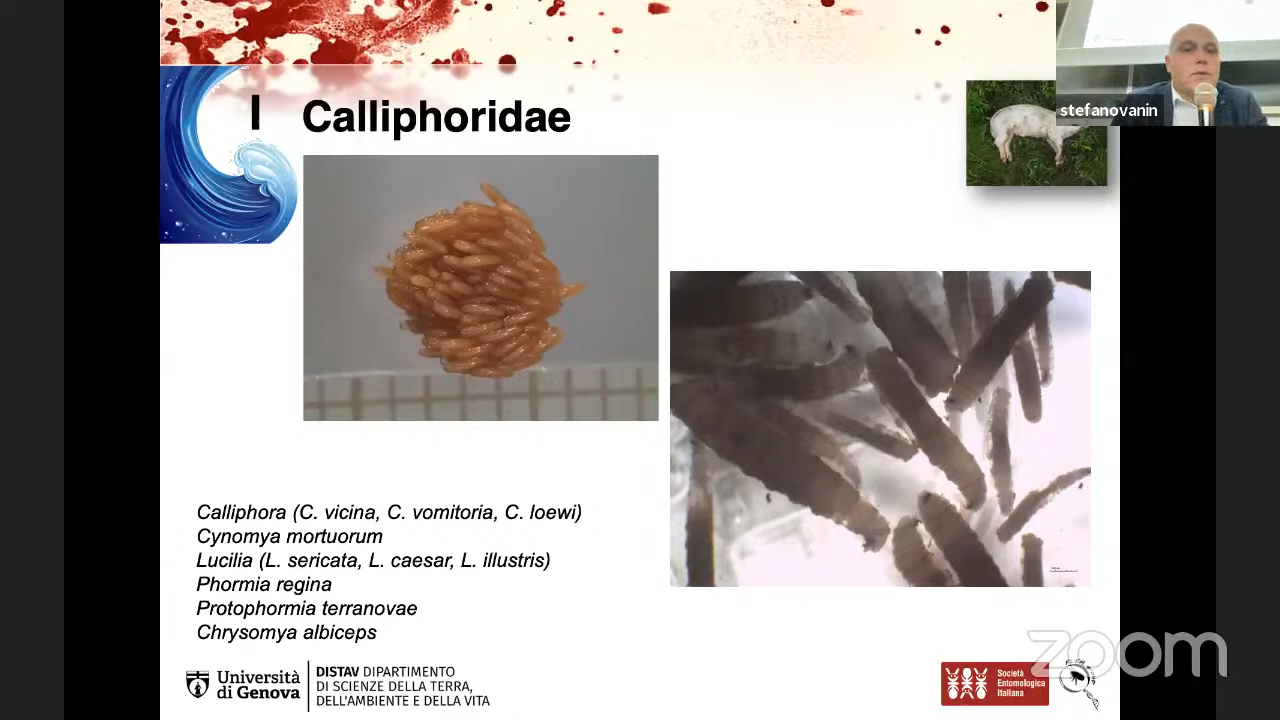 stefanovanin
I Calliphoridae
Calliphora (C. vicina, C. vomitoria, C. loewi)
Cynomya mortuorum
Lucilia (L. sericata, L. caesar, L. illustris)
Phormia regina
Protophormia terranovae
Chrysomya albiceps
Università
di Genova
DISTAV DIPARTIMENTO
DI SCIENZE DELLA TERRA,
DELL'AMBIENTE E DELLA VITA
Società
Entomologica
Italiana
zoom